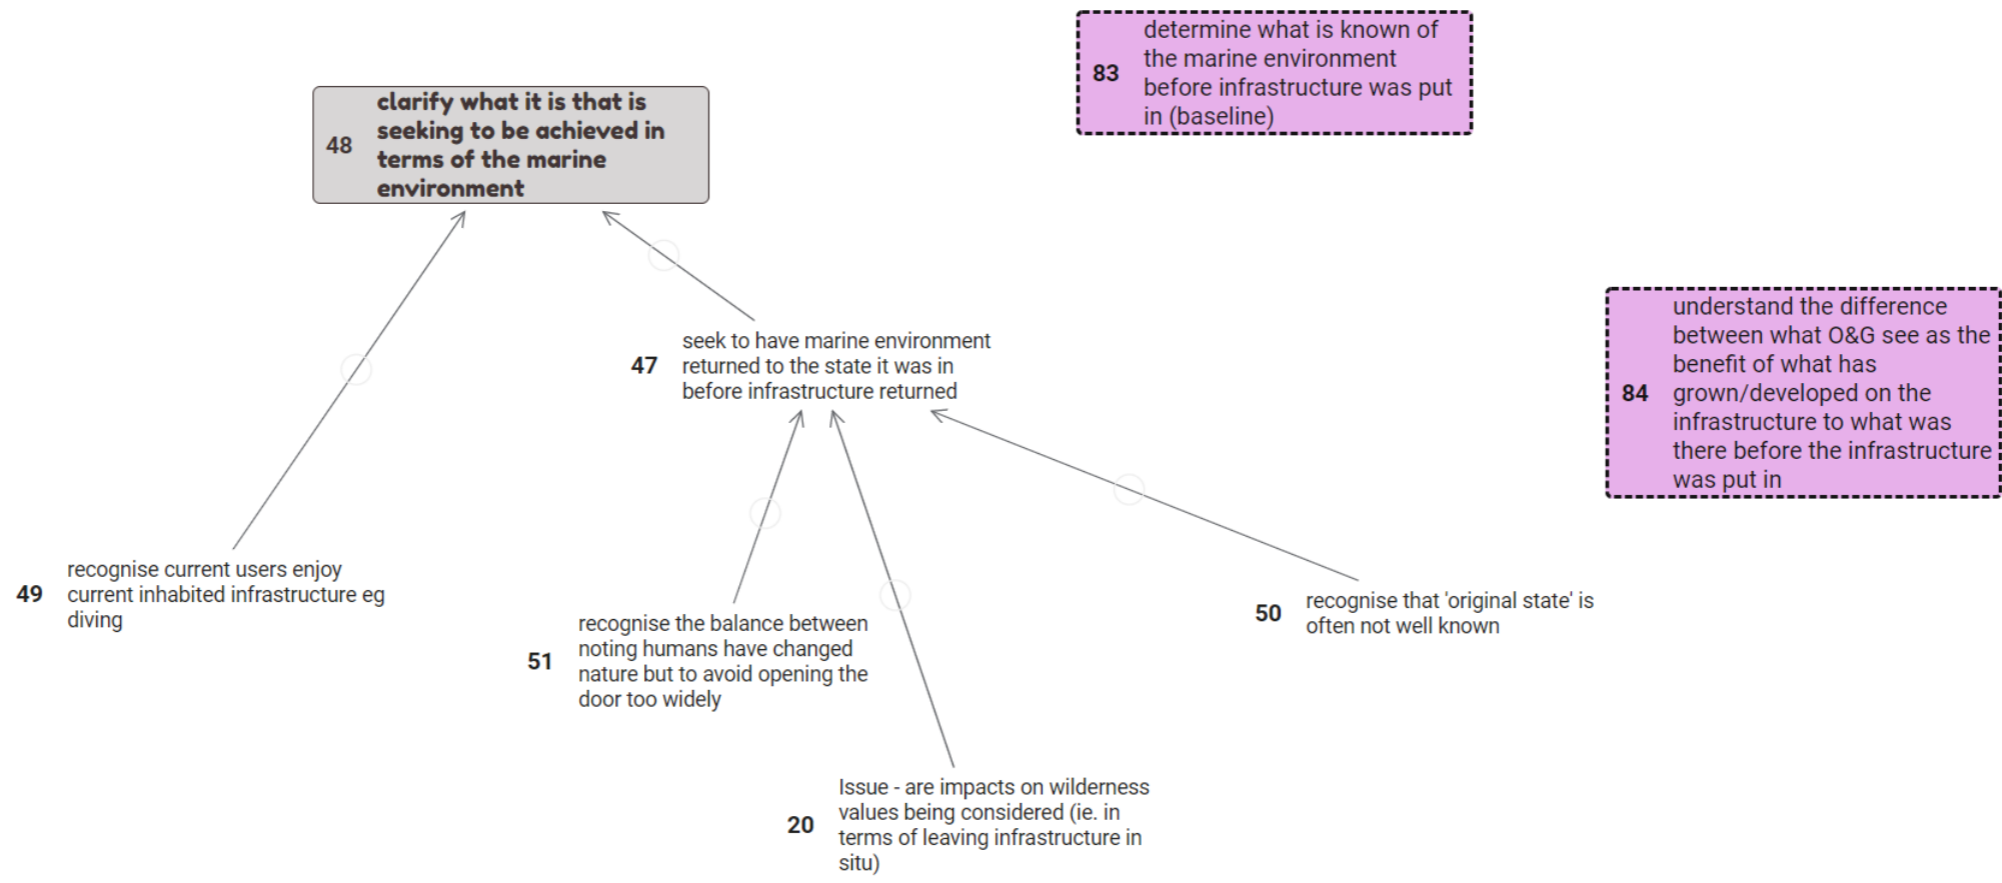 83
determine what is known of
the marine environment
before infrastructure was put
in (baseline)
48
clarify what it is that is
seeking to be achieved in
terms of the marine
environment
84
understand the difference
between what O&G see as the
benefit of what has
grown/developed on the
infrastructure to what was
there before the infrastructure
was put in
47
seek to have marine environment
returned to the state it was in
before infrastructure returned
49
recognise current users enjoy
current inhabited infrastructure eg
diving
51
recognise the balance between
noting humans have changed
nature but to avoid opening the
door too widely
50
recognise that 'original state' is
often not well known
20
Issue - are impacts on wilderness
values being considered (ie. in
terms of leaving infrastructure in
situ)